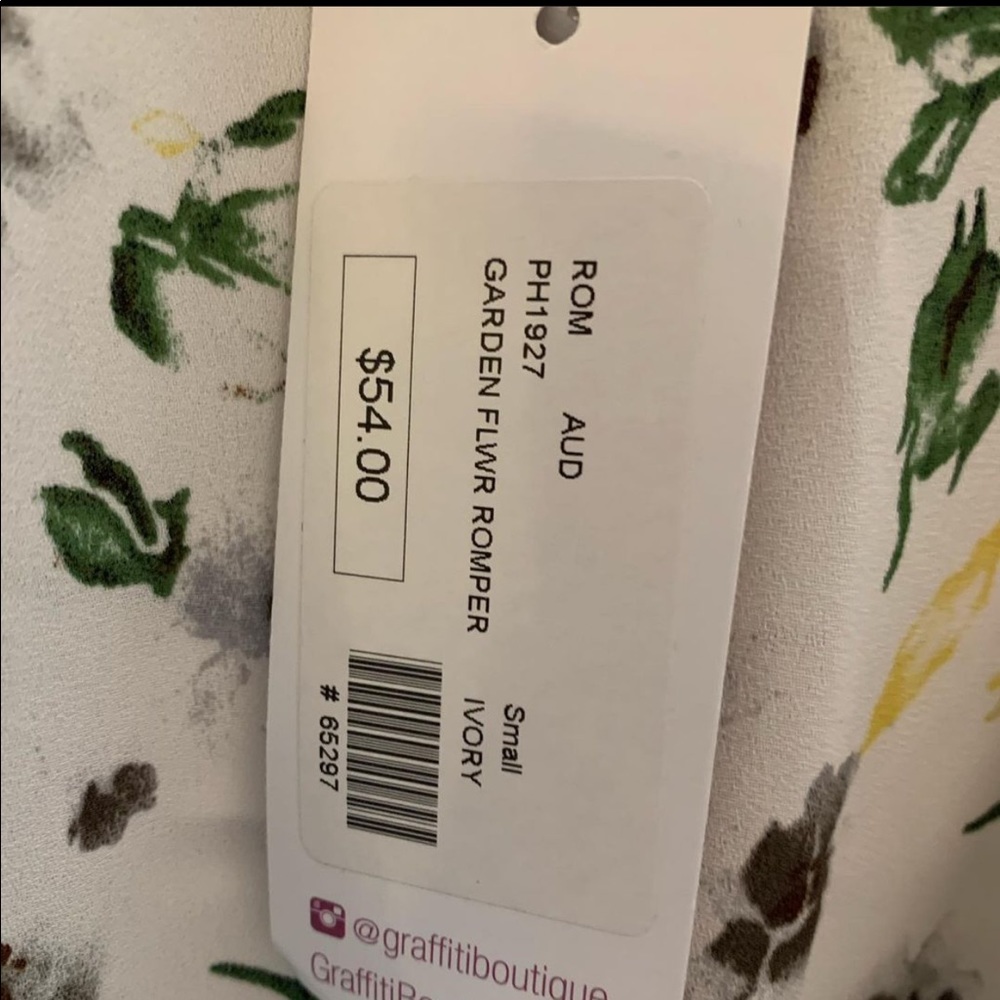 ROM AUD
PH1927 Small
GARDEN FLWR ROMPER IVORY
$54.00
# 65297
@graffitiboutique